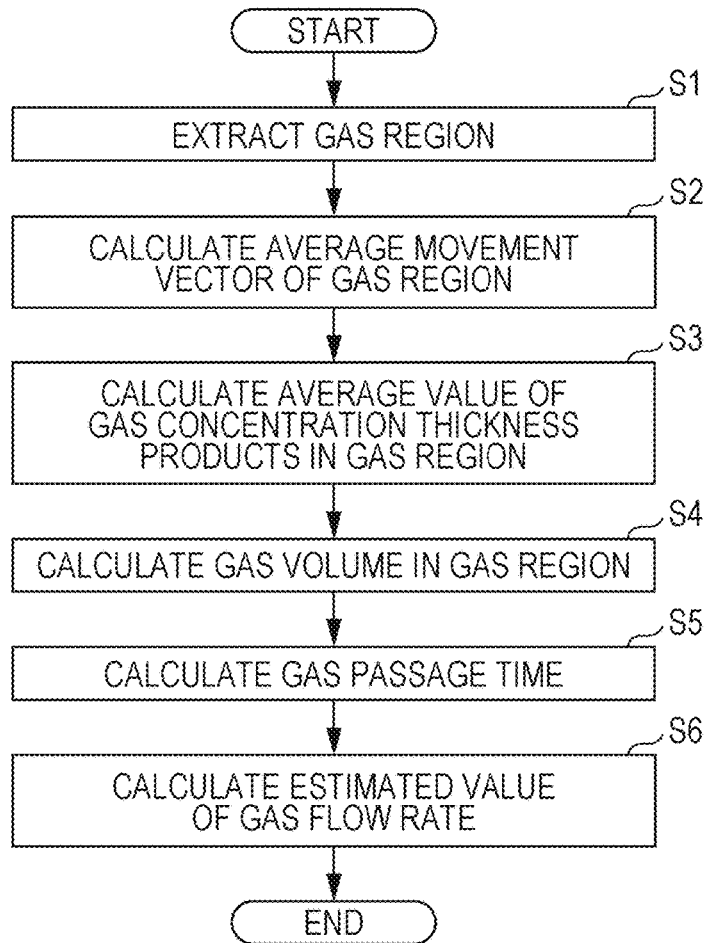 START
S1
EXTRACT GAS REGION
S2
CALCULATE AVERAGE MOVEMENT
VECTOR OF GAS REGION
S3
CALCULATE AVERAGE VALUE OF
GAS CONCENTRATION THICKNESS
PRODUCTS IN GAS REGION
S4
CALCULATE GAS VOLUME IN GAS REGION
S5
CALCULATE GAS PASSAGE TIME
S6
CALCULATE ESTIMATED VALUE
OF GAS FLOW RATE
END